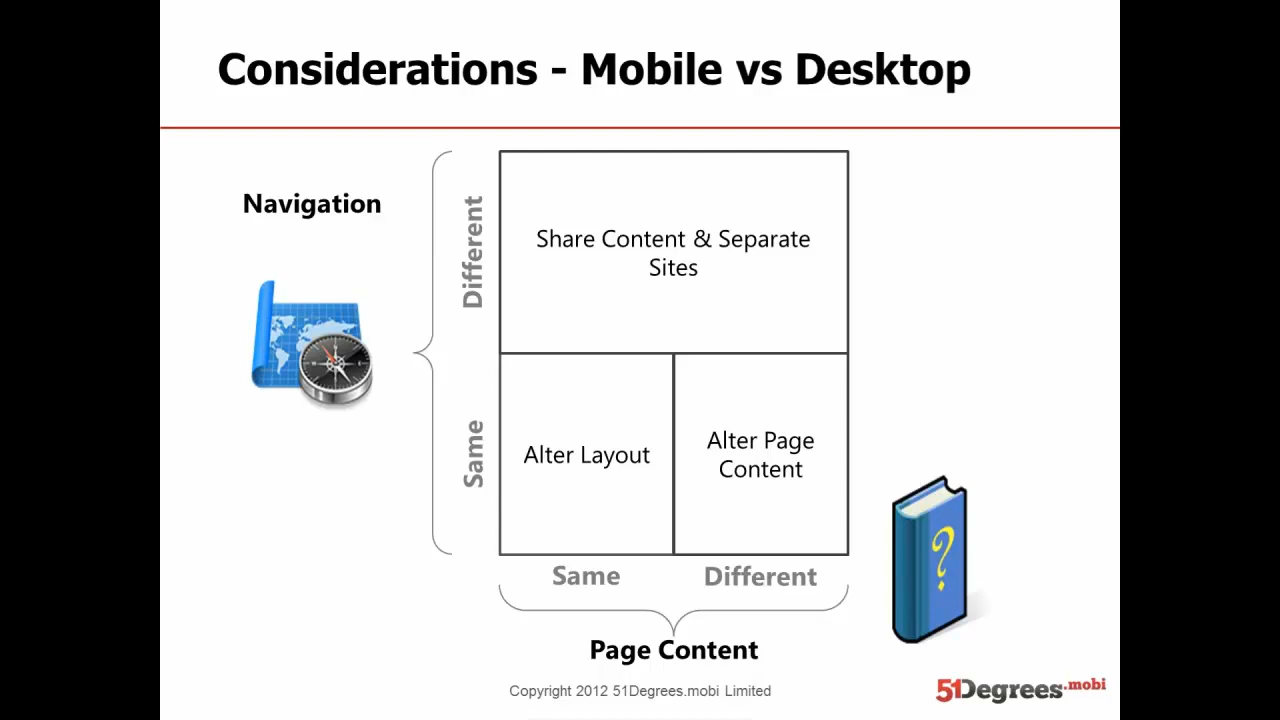 Considerations - Mobile vs Desktop
Navigation
Different
Share Content & Separate
Sites
Same
Alter Layout
Alter Page
Content
Same
Different
?
Page Content
Copyright 2012 51Degrees.mobi Limited
51Degrees.mobi